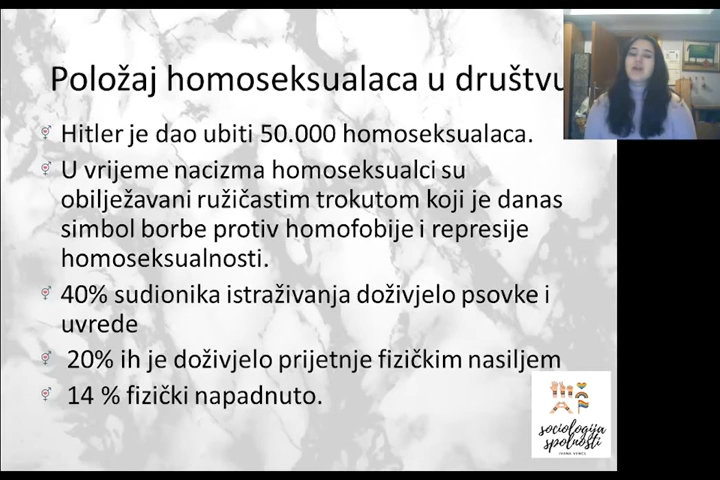 Položaj homoseksualaca u društvu
Hitler je dao ubiti 50.000 homoseksualaca.
U vrijeme nacizma homoseksualci su
obilježavani ružičastim trokutom koji je danas
simbol borbe protiv homofobije i represije
homoseksualnosti.
40% sudionika istraživanja doživjelo psovke i
uvrede
20% ih je doživjelo prijetnje fizičkim nasiljem
14 % fizički napadnuto.
sociologija
spolnosti